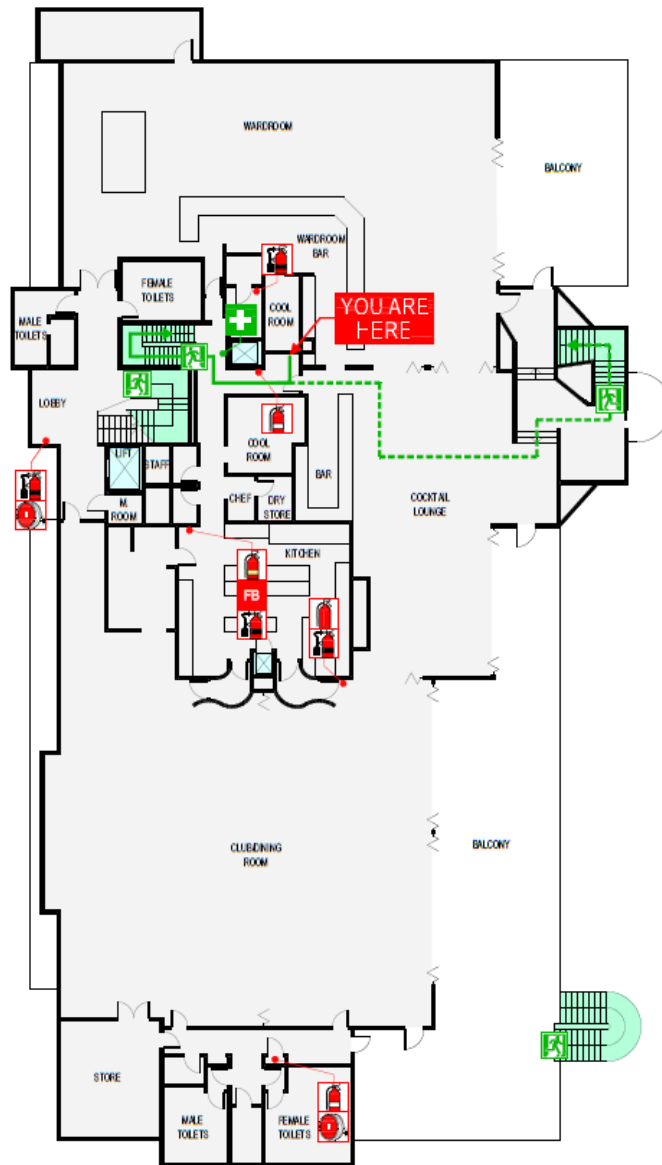 WARDROOM
BALCONY
WARDROOM
BAR
FEMALE
TOILETS
COOL
ROOM
YOU ARE
HERE
MALE
TOILETS
LOBBY
LIFT
STAFF
COOL
ROOM
BAR
M.
ROOM
CHEF
DRY
STORE
COCKTAIL
LOUNGE
KITCHEN
FB
CLUB/DINING
ROOM
BALCONY
STORE
MALE
TOILETS
FEMALE
TOILETS